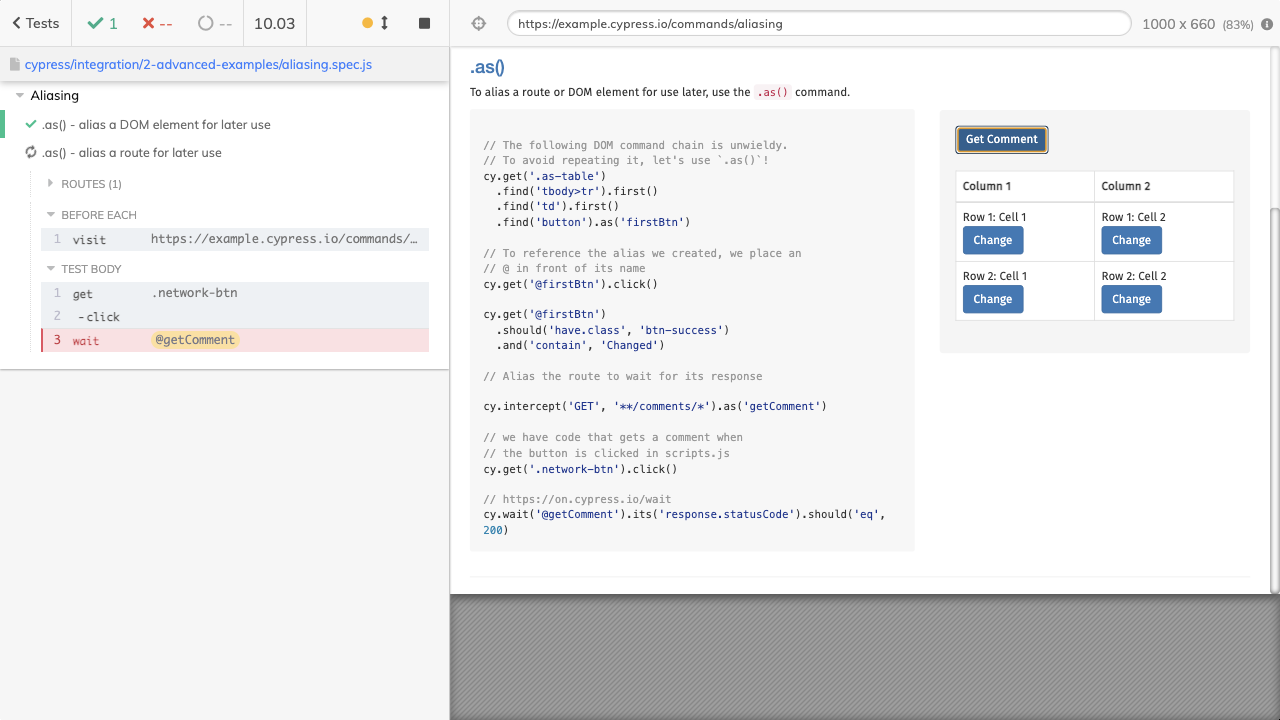 Tests 1 -- -- 10.03
https://example.cypress.io/commands/aliasing 1000 x 660 (83%)
cypress/integration/2-advanced-examples/aliasing.spec.js
Aliasing
.as() - alias a DOM element for later use
.as() - alias a route for later use
ROUTES (1)
BEFORE EACH
1 visit https://example.cypress.io/commands/…
TEST BODY
1 get .network-btn
2 -click
3 wait @getComment
.as()
To alias a route or DOM element for use later, use the .as() command.
// The following DOM command chain is unwieldy.
// To avoid repeating it, let's use `.as()`!
cy.get('.as-table')
.find('tbody>tr').first()
.find('td').first()
.find('button').as('firstBtn')
// To reference the alias we created, we place an
// @ in front of its name
cy.get('@firstBtn').click()
cy.get('@firstBtn')
.should('have.class', 'btn-success')
.and('contain', 'Changed')
// Alias the route to wait for its response
cy.intercept('GET', '**/comments/*').as('getComment')
// we have code that gets a comment when
// the button is clicked in scripts.js
cy.get('.network-btn').click()
// https://on.cypress.io/wait
cy.wait('@getComment').its('response.statusCode').should('eq',
200)
Get Comment
Column 1 Column 2
Row 1: Cell 1 Row 1: Cell 2
Change Change
Row 2: Cell 1 Row 2: Cell 2
Change Change